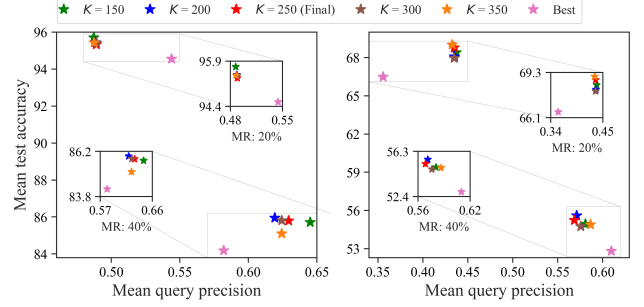 K = 150 K = 200 K = 250 (Final) K = 300 K = 350 Best
Mean test accuracy
96
94
92
90
88
86
84
0.50 0.55 0.60 0.65
Mean query precision
95.9
94.4
0.48 0.55
MR: 20%
86.2
83.8
0.57 0.66
MR: 40%
68
65
62
59
56
53
0.35 0.40 0.45 0.50 0.55 0.60
Mean query precision
69.3
66.1
0.34 0.45
MR: 20%
56.3
52.4
0.56 0.62
MR: 40%